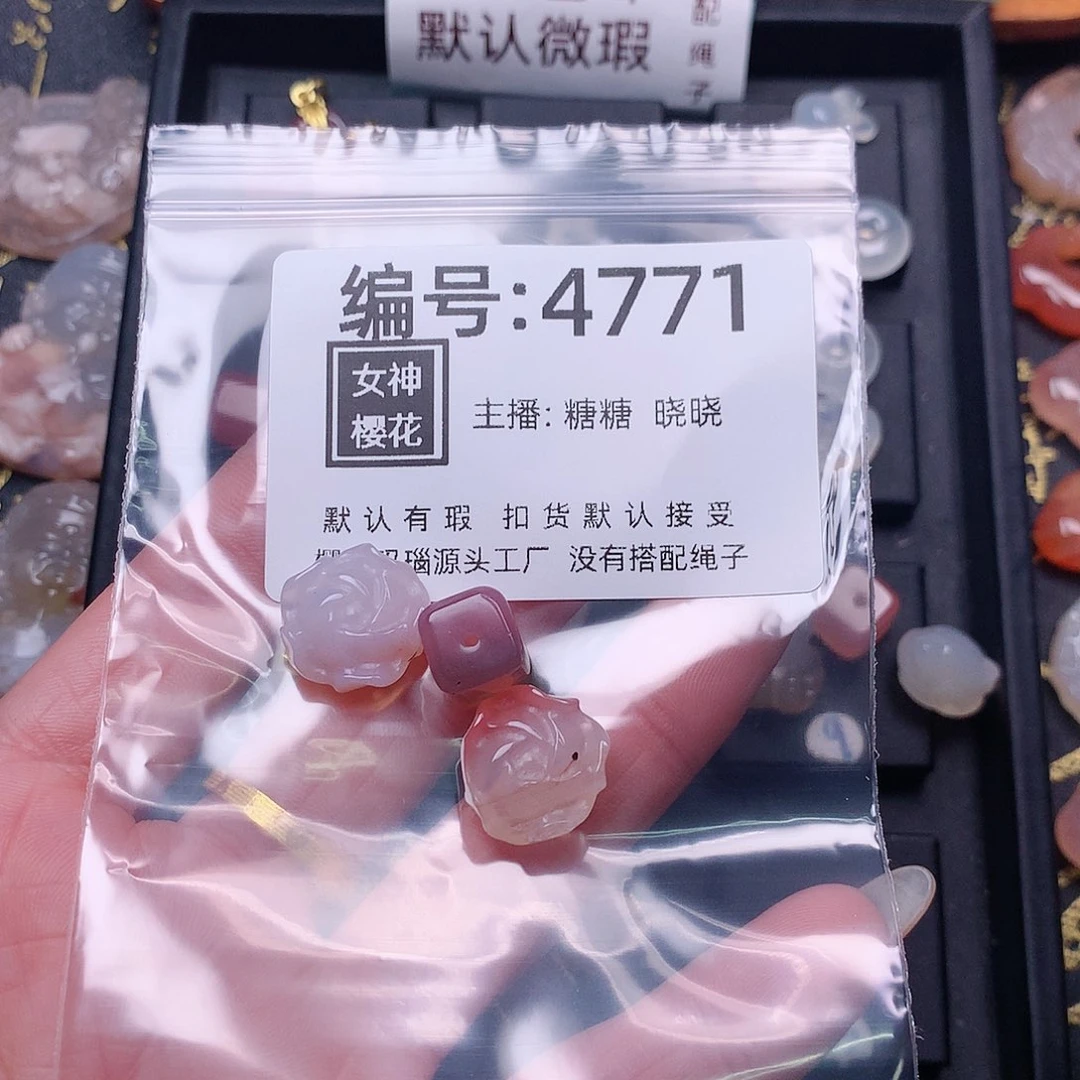 默认微瑕
配绳子
编号:4771
女神
樱花
主播: 糖糖 晓晓
默认有瑕 扣货默认接受
瑙源头工厂 没有搭配绳子